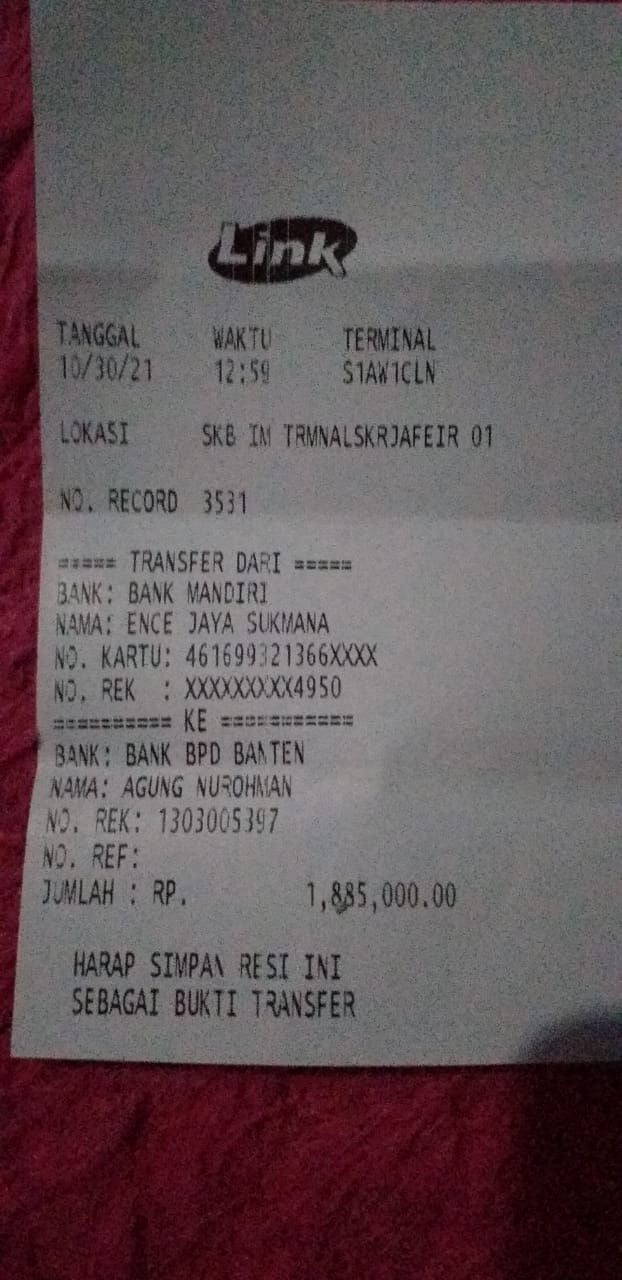 Link
TANGGAL WAKTU TERMINAL
10/30/21 12:59 S1AW1CLN
LOKASI SKB IM TRMNALSKRJAFEIR 01
NO. RECORD 3531
===== TRANSFER DARI =====
BANK: BANK MANDIRI
NAMA: ENCE JAYA SUKMANA
NO. KARTU: 461699321366XXXX
NO. REK : XXXXXXXXX4950
========== KE ===========
BANK: BANK BPD BANTEN
NAMA: AGUNG NUROHMAN
NO. REK: 1303005397
NO. REF:
JUMLAH : RP. 1,885,000.00
HARAP SIMPAN RESI INI
SEBAGAI BUKTI TRANSFER